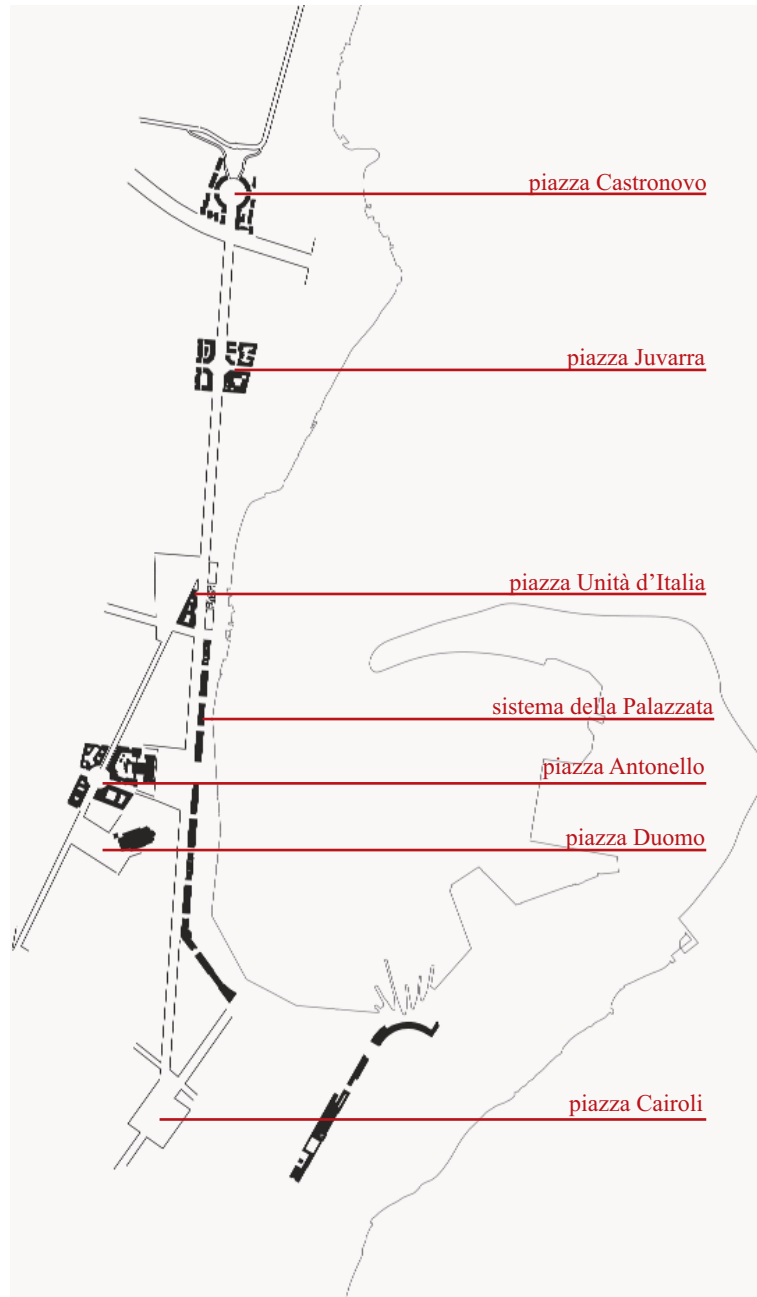 piazza Castronovo
piazza Juvarra
piazza Unità d’Italia
sistema della Palazzata
piazza Antonello
piazza Duomo
piazza Cairoli